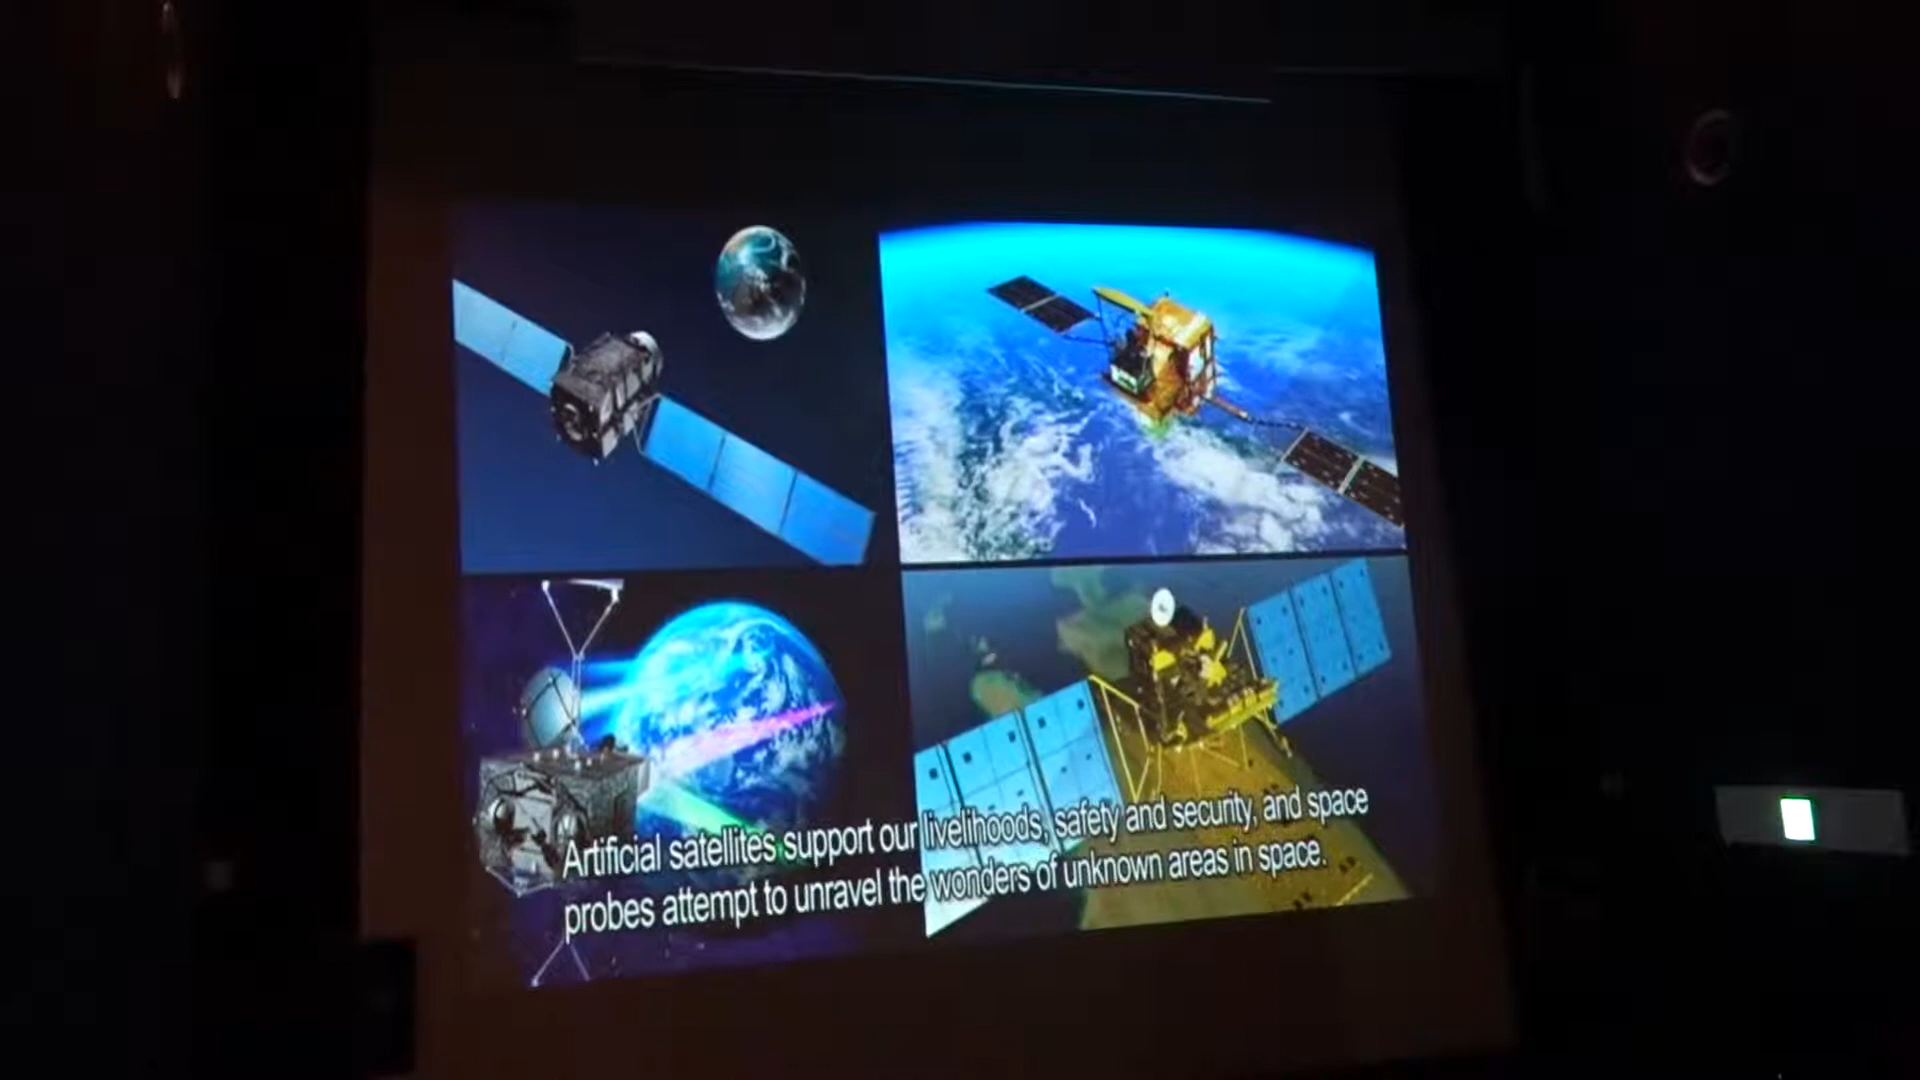 Artificial satellites support our livelihoods, safety and security, and space
probes attempt to unravel the wonders of unknown areas in space.